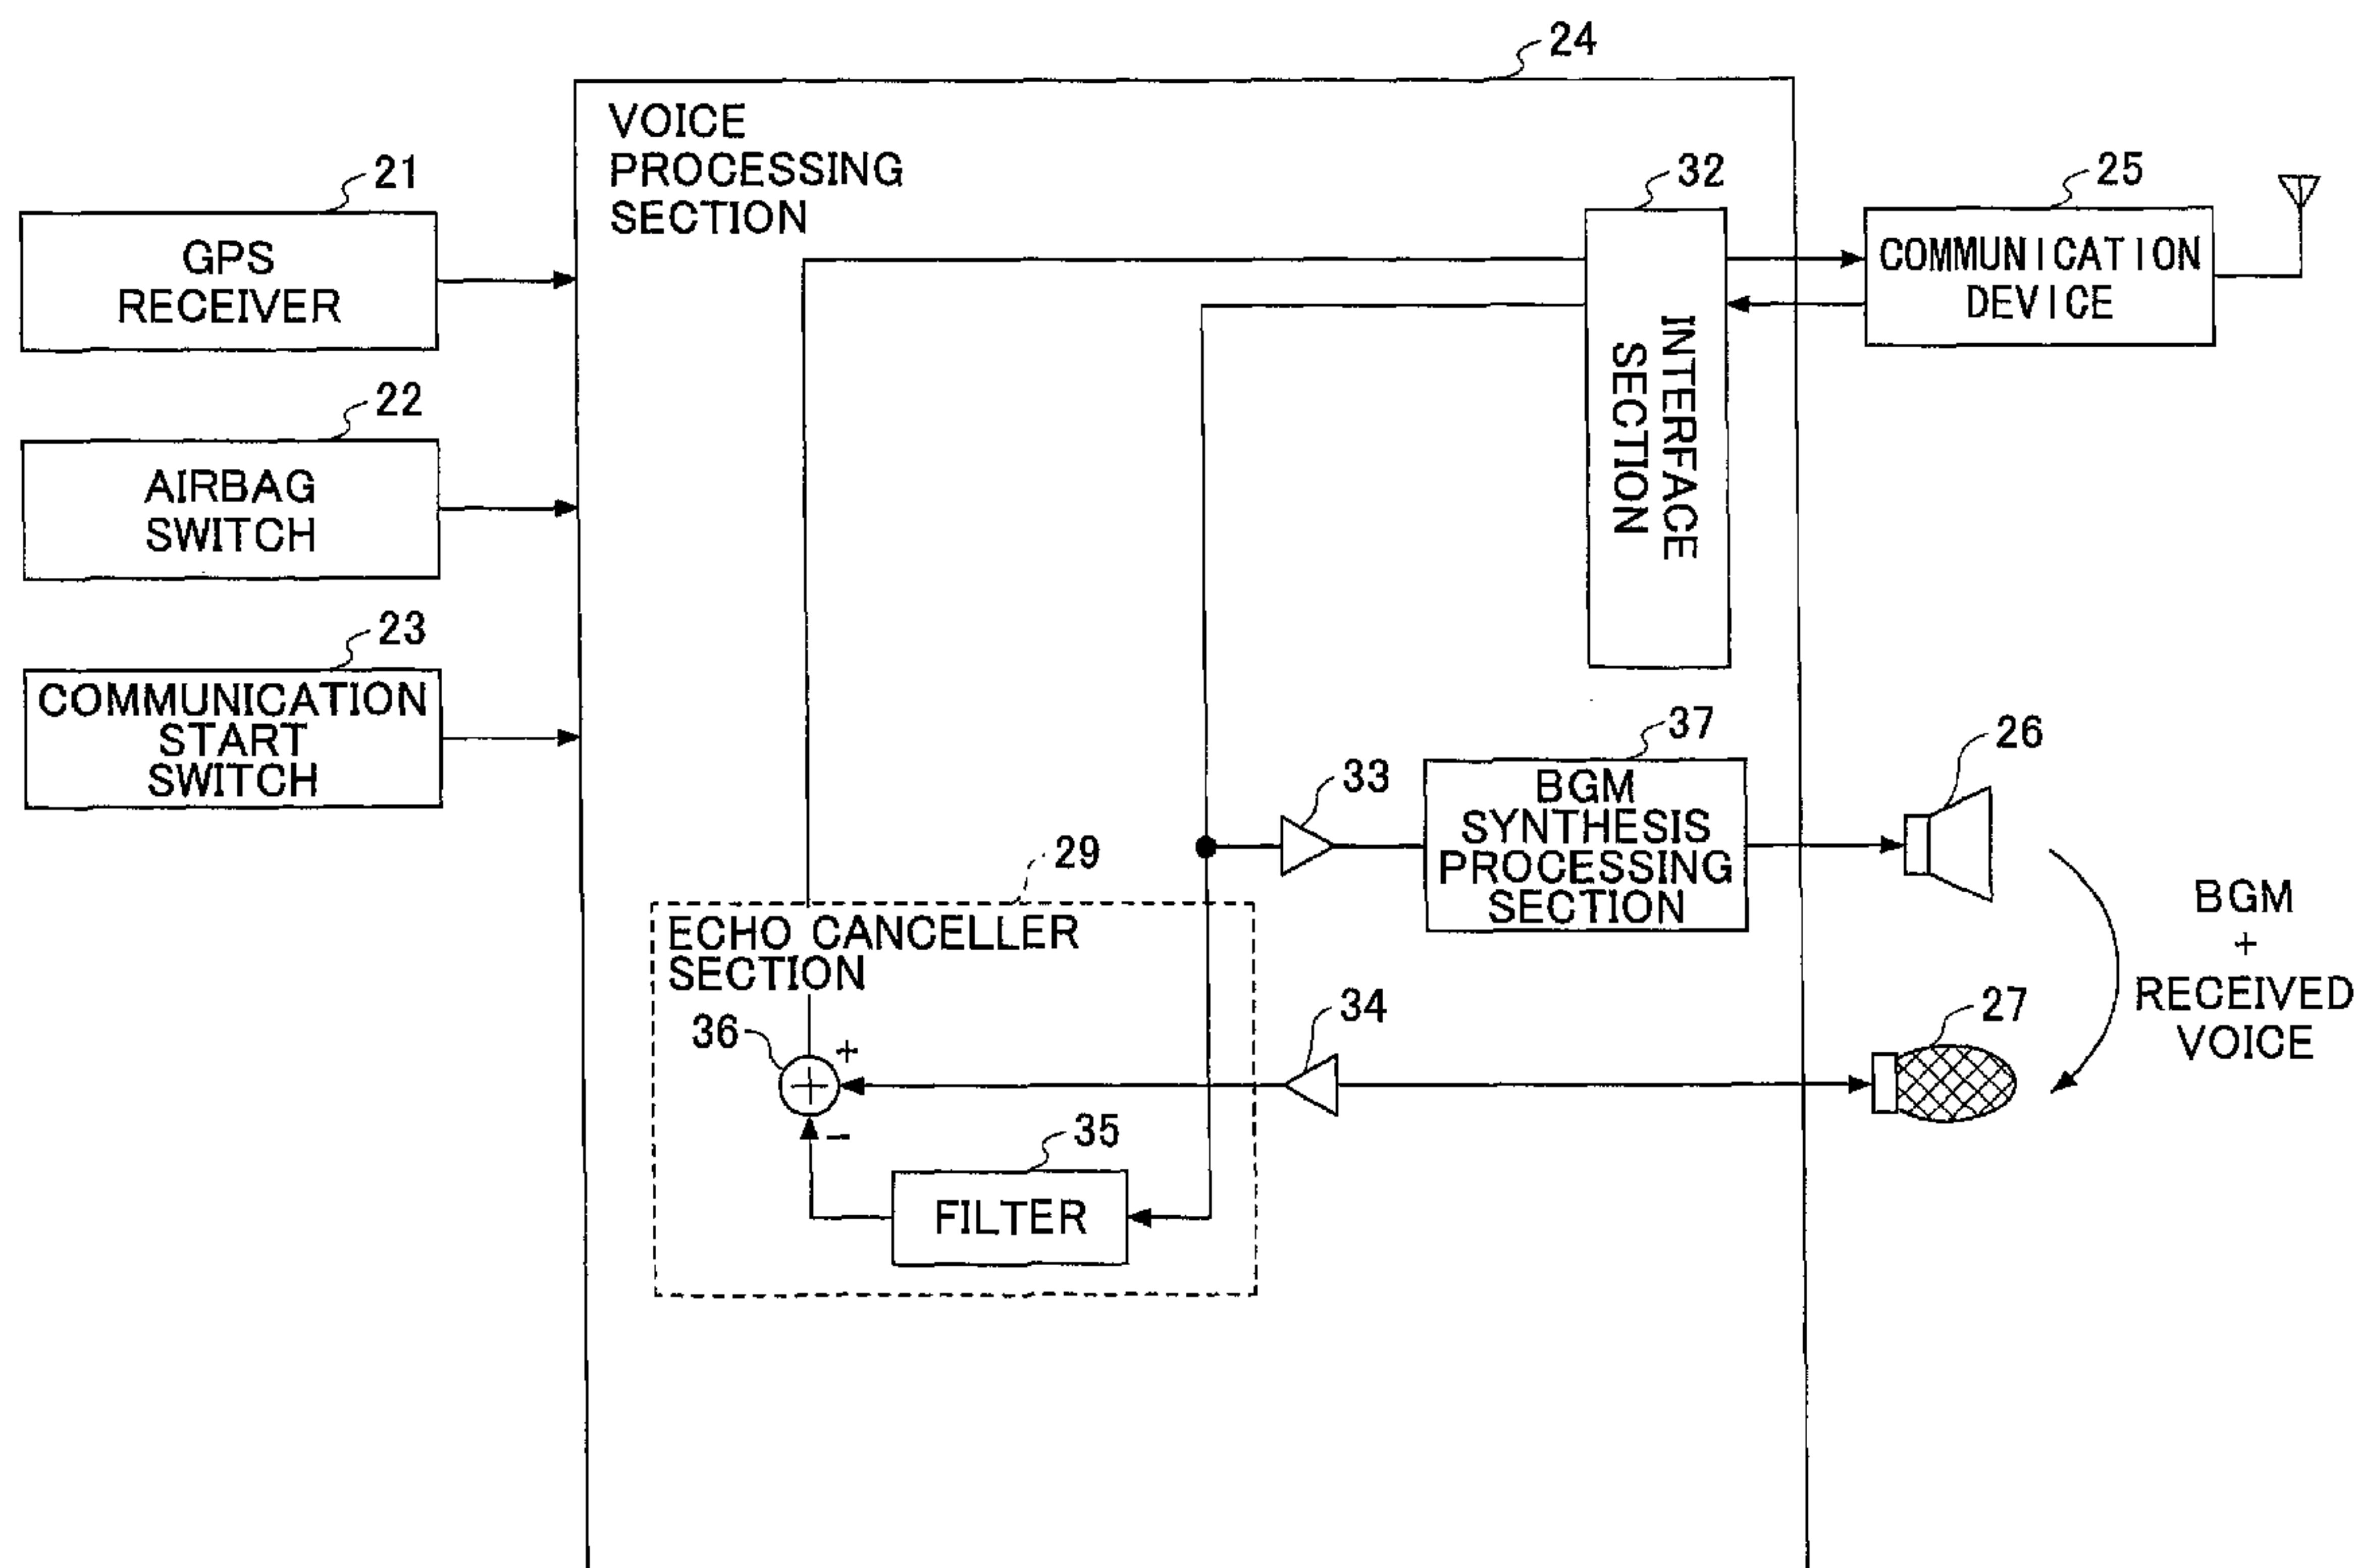 24
VOICE
PROCESSING
SECTION
21
GPS
RECEIVER
22
AIRBAG
SWITCH
23
COMMUNICATION
START
SWITCH
32
INTERFACE
SECTION
25
COMMUNICATION
DEVICE
37
BGM
SYNTHESIS
PROCESSING
SECTION
33
26
29
ECHO CANCELLER
SECTION
36
+
-
34
27
35
FILTER
BGM
+
RECEIVED
VOICE